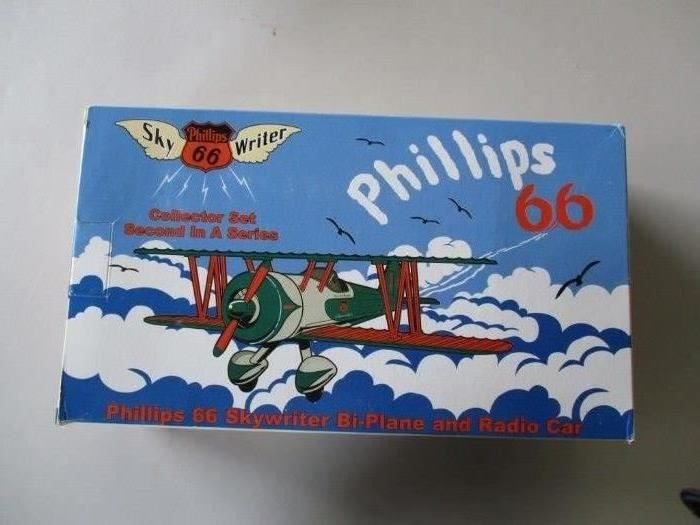 Sky Phillips 66 Writer
Collector Set
Second In A Series
Phillips
66
Phillips 66 Skywriter Bi-Plane and Radio Car